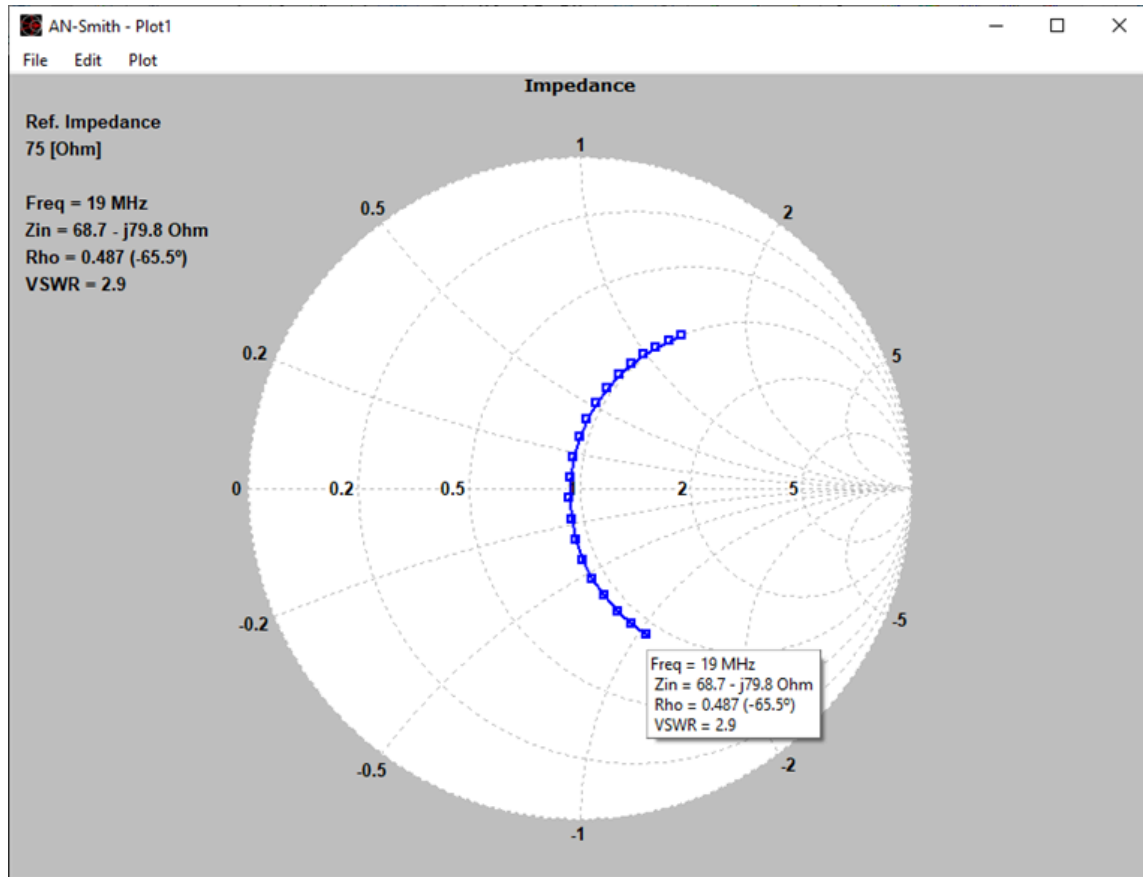 AN-Smith - Plot1
File Edit Plot
Impedance
Ref. Impedance
75 [Ohm]
Freq = 19 MHz
Zin = 68.7 - j79.8 Ohm
Rho = 0.487 (-65.5º)
VSWR = 2.9
1
0.5
2
0.2
5
0 0.2 0.5 1 2 5
-0.2
-5
Freq = 19 MHz
Zin = 68.7 - j79.8 Ohm
Rho = 0.487 (-65.5º)
VSWR = 2.9
-0.5
-2
-1